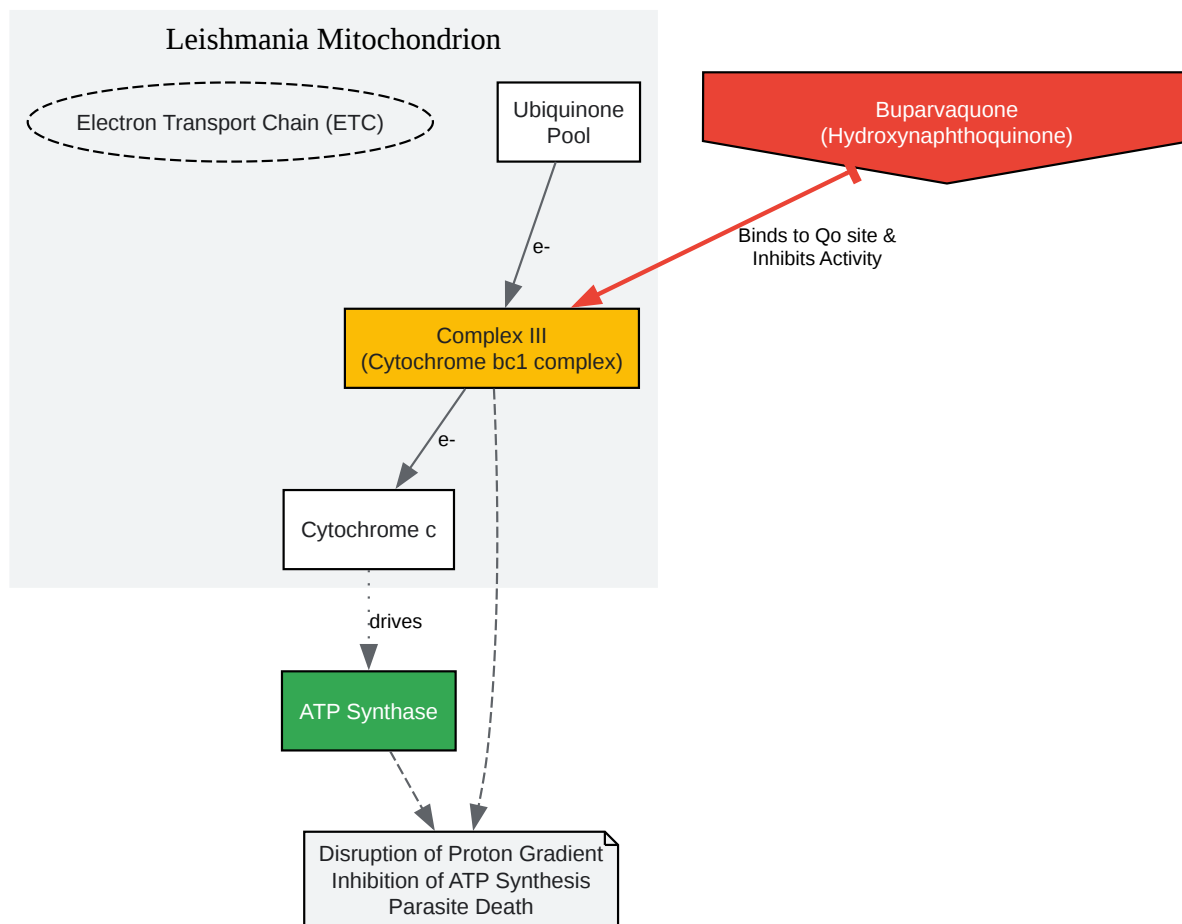 Leishmania Mitochondrion
Electron Transport Chain (ETC)
Ubiquinone
Pool
Buparvaquone
(Hydroxynaphthoquinone)
e-
Binds to Qo site &
Inhibits Activity
Complex III
(Cytochrome bc1 complex)
e-
Cytochrome c
drives
ATP Synthase
Disruption of Proton Gradient
Inhibition of ATP Synthesis
Parasite Death